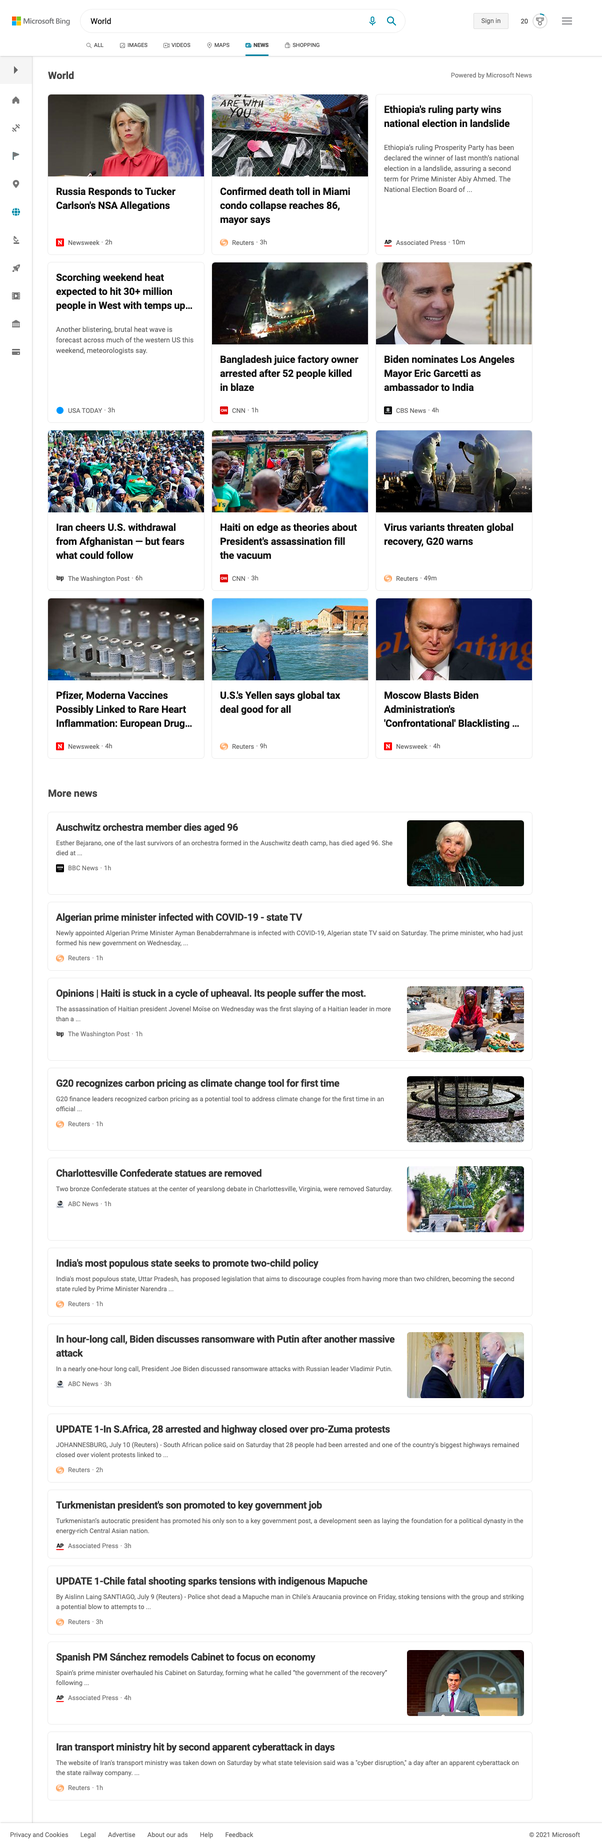 Microsoft Bing
World
Sign in
20
ALL
IMAGES
VIDEOS
MAPS
NEWS
SHOPPING
World
Powered by Microsoft News
WE ARE
WITH YOU
Russia Responds to Tucker
Carlson's NSA Allegations
Newsweek · 2h
Confirmed death toll in Miami
condo collapse reaches 86,
mayor says
Reuters · 3h
Ethiopia's ruling party wins
national election in landslide
Ethiopia's ruling Prosperity Party has been
declared the winner of last month's national
election in a landslide, assuring a second
term for Prime Minister Abiy Ahmed. The
National Election Board of ...
AP
Associated Press · 10m
Scorching weekend heat
expected to hit 30+ million
people in West with temps up...
Another blistering, brutal heat wave is
forecast across much of the western US this
weekend, meteorologists say.
USA TODAY · 3h
Bangladesh juice factory owner
arrested after 52 people killed
in blaze
CNN · 1h
Biden nominates Los Angeles
Mayor Eric Garcetti as
ambassador to India
CBS News · 4h
Iran cheers U.S. withdrawal
from Afghanistan — but fears
what could follow
wp
The Washington Post · 6h
Haiti on edge as theories about
President's assassination fill
the vacuum
CNN · 3h
Virus variants threaten global
recovery, G20 warns
Reuters · 49m
Pfizer, Moderna Vaccines
Possibly Linked to Rare Heart
Inflammation: European Drug...
Newsweek · 4h
U.S.'s Yellen says global tax
deal good for all
Reuters · 9h
Moscow Blasts Biden
Administration's
'Confrontational' Blacklisting ...
Newsweek · 4h
More news
Auschwitz orchestra member dies aged 96
Esther Bejarano, one of the last survivors of an orchestra formed in the Auschwitz death camp, has died aged 96. She
died at ...
BBC News · 1h
Algerian prime minister infected with COVID-19 - state TV
Newly appointed Algerian Prime Minister Ayman Benabderrahmane is infected with COVID-19, Algerian state TV said on Saturday. The prime minister, who had just
formed his new government on Wednesday, ...
Reuters · 1h
Opinions | Haiti is stuck in a cycle of upheaval. Its people suffer the most.
The assassination of Haitian president Jovenel Moïse on Wednesday was the first slaying of a Haitian leader in more
than a ...
wp
The Washington Post · 1h
G20 recognizes carbon pricing as climate change tool for first time
G20 finance leaders recognized carbon pricing as a potential tool to address climate change for the first time in an
official ...
Reuters · 1h
Charlottesville Confederate statues are removed
Two bronze Confederate statues at the center of yearslong debate in Charlottesville, Virginia, were removed Saturday.
ABC News · 1h
India's most populous state seeks to promote two-child policy
India's most populous state, Uttar Pradesh, has proposed legislation that aims to discourage couples from having more than two children, becoming the second
state ruled by Prime Minister Narendra ...
Reuters · 1h
In hour-long call, Biden discusses ransomware with Putin after another massive
attack
In a nearly one-hour long call, President Joe Biden discussed ransomware attacks with Russian leader Vladimir Putin.
ABC News · 3h
UPDATE 1-In S.Africa, 28 arrested and highway closed over pro-Zuma protests
JOHANNESBURG, July 10 (Reuters) - South African police said on Saturday that 28 people had been arrested and one of the country's biggest highways remained
closed over violent protests linked to ...
Reuters · 2h
Turkmenistan president's son promoted to key government job
Turkmenistan's autocratic president has promoted his only son to a key government post, a development seen as laying the foundation for a political dynasty in the
energy-rich Central Asian nation.
AP
Associated Press · 3h
UPDATE 1-Chile fatal shooting sparks tensions with indigenous Mapuche
By Aislinn Laing SANTIAGO, July 9 (Reuters) - Police shot dead a Mapuche man in Chile's Araucania province on Friday, stoking tensions with the group and striking
a potential blow to attempts to ...
Reuters · 3h
Spanish PM Sánchez remodels Cabinet to focus on economy
Spain's prime minister overhauled his Cabinet on Saturday, forming what he called "the government of the recovery"
following ...
AP
Associated Press · 4h
Iran transport ministry hit by second apparent cyberattack in days
The website of Iran's transport ministry was taken down on Saturday by what state television said was a "cyber disruption," a day after an apparent cyberattack on
the state railway company. ...
Reuters · 1h
Privacy and Cookies
Legal
Advertise
About our ads
Help
Feedback
© 2021 Microsoft